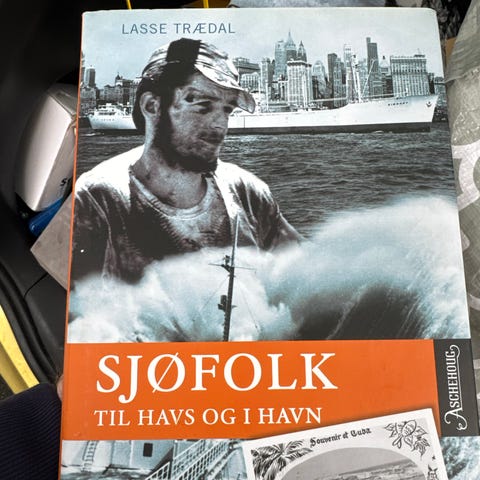 LASSE TRÆDAL
SJØFOLK
TIL HAVS OG I HAVN
ASCHEHOUG
Souvenir of Cuba